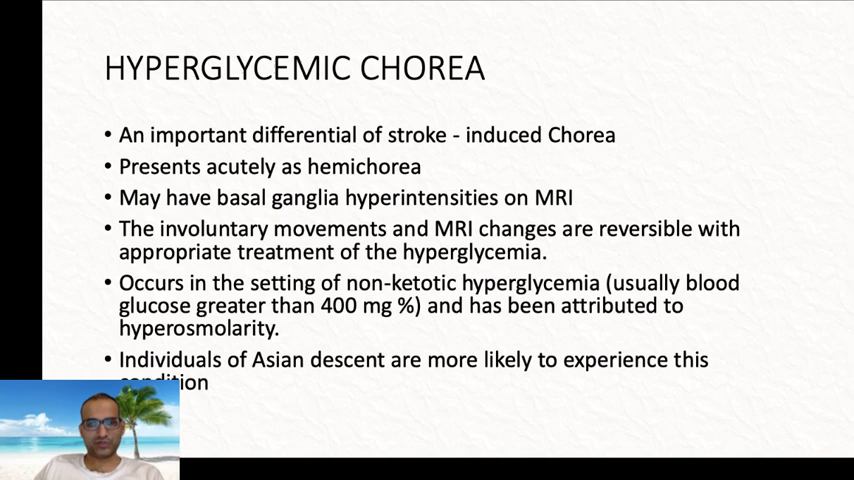 HYPERGLYCEMIC CHOREA
• An important differential of stroke - induced Chorea
• Presents acutely as hemichorea
• May have basal ganglia hyperintensities on MRI
• The involuntary movements and MRI changes are reversible with
appropriate treatment of the hyperglycemia.
• Occurs in the setting of non-ketotic hyperglycemia (usually blood
glucose greater than 400 mg %) and has been attributed to
hyperosmolarity.
• Individuals of Asian descent are more likely to experience this
condition